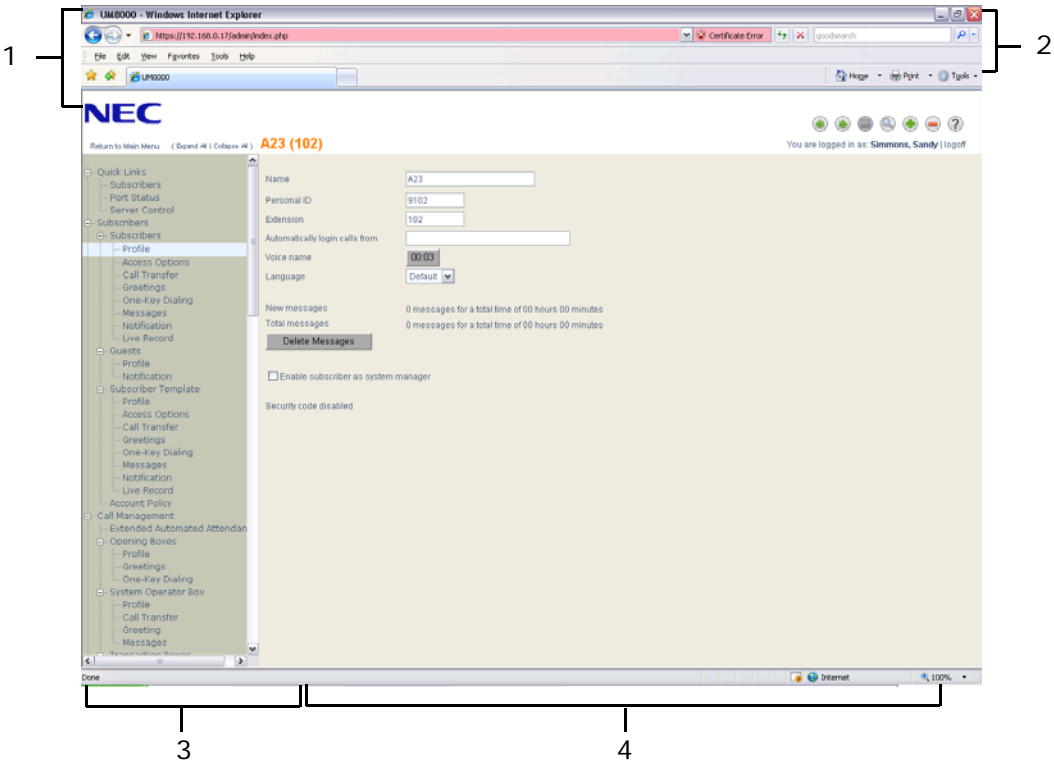 UM8000 - Windows Internet Explorer
https://192.168.0.17/admin/index.php
Certificate Error
goodsearch
File Edit View Favorites Tools Help
UM8000
Home Print Tools
1
2
NEC
Return to Main Menu ( Expand All | Collapse All )
A23 (102)
You are logged in as: Simmons, Sandy | logoff
Quick Links
Subscribers
Port Status
Server Control
Subscribers
Subscribers
Profile
Access Options
Call Transfer
Greetings
One-Key Dialing
Messages
Notification
Live Record
Guests
Profile
Notification
Subscriber Template
Profile
Access Options
Call Transfer
Greetings
One-Key Dialing
Messages
Notification
Live Record
Account Policy
Call Management
Extended Automated Attendan
Opening Boxes
Profile
Greetings
One-Key Dialing
System Operator Box
Profile
Call Transfer
Greeting
Messages
Transaction Boxes
Name A23
Personal ID 9102
Extension 102
Automatically login calls from
Voice name 00:03
Language Default
New messages 0 messages for a total time of 00 hours 00 minutes
Total messages 0 messages for a total time of 00 hours 00 minutes
Delete Messages
Enable subscriber as system manager
Security code disabled
Done
Internet
100%
3
4